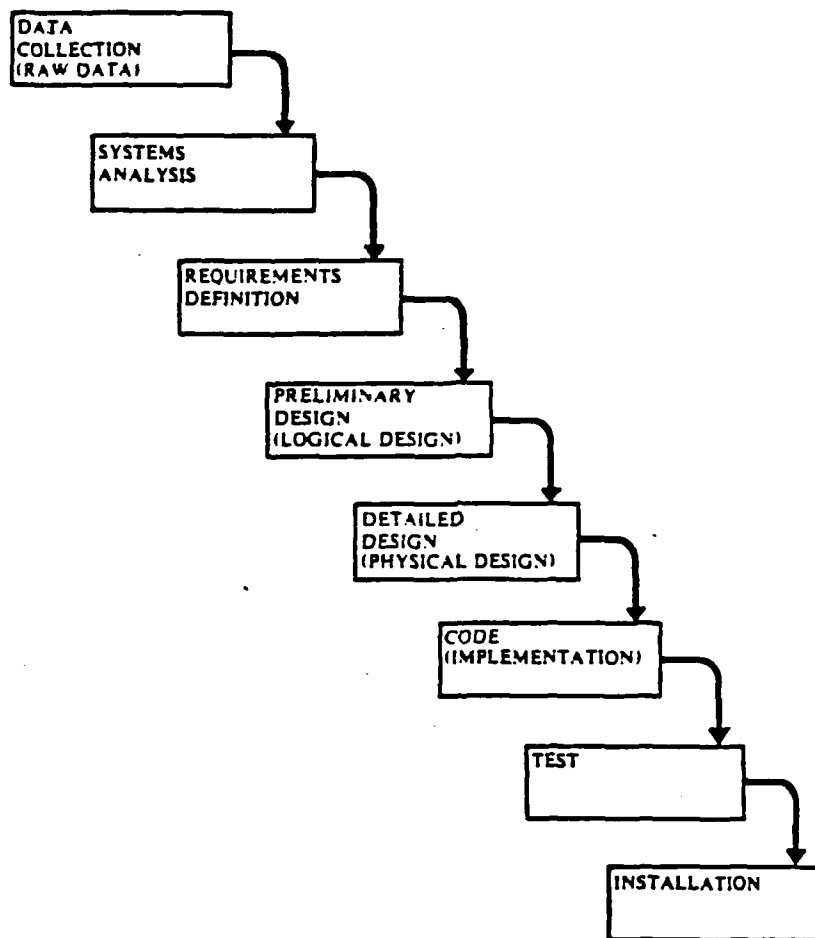 DATA
COLLECTION
(RAW DATA)
SYSTEMS
ANALYSIS
REQUIREMENTS
DEFINITION
PRELIMINARY
DESIGN
(LOGICAL DESIGN)
DETAILED
DESIGN
(PHYSICAL DESIGN)
CODE
(IMPLEMENTATION)
TEST
INSTALLATION